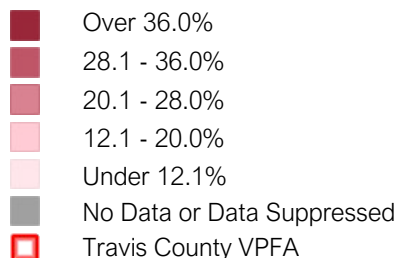 Over 36.0%
28.1 - 36.0%
20.1 - 28.0%
12.1 - 20.0%
Under 12.1%
No Data or Data Suppressed
Travis County VPFA